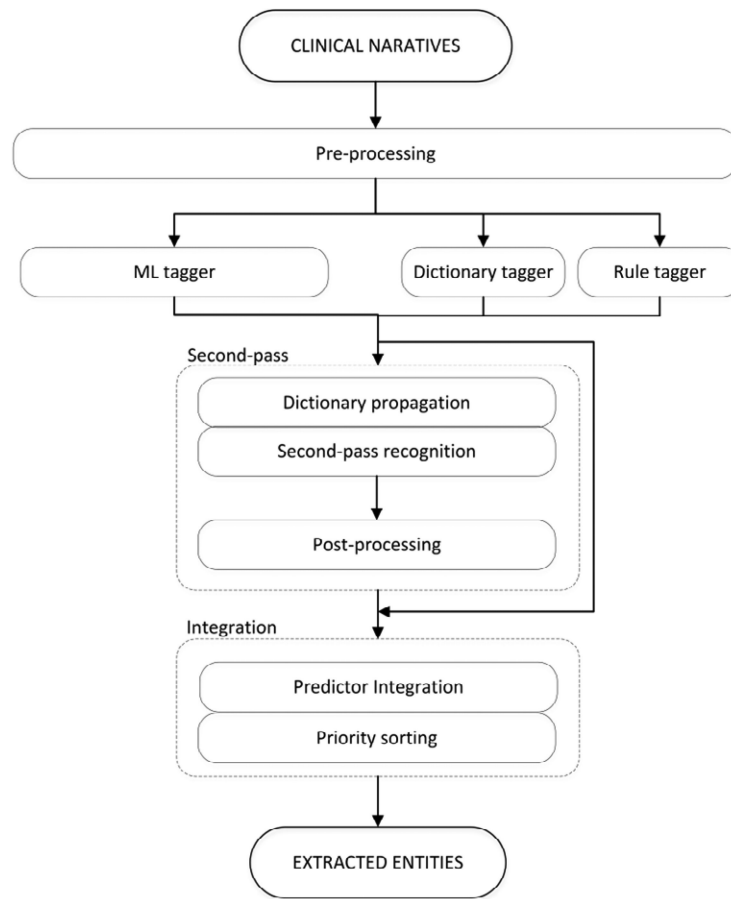 CLINICAL NARATIVES
Pre-processing
ML tagger
Dictionary tagger
Rule tagger
Second-pass
Dictionary propagation
Second-pass recognition
Post-processing
Integration
Predictor Integration
Priority sorting
EXTRACTED ENTITIES